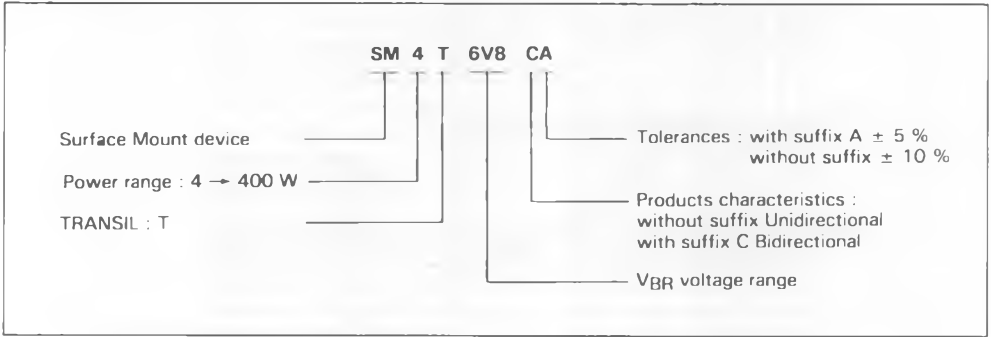 SM 4 T 6V8 CA
Surface Mount device
Power range : 4 → 400 W
TRANSIL : T
Tolerances : with suffix A ± 5 %
without suffix ± 10 %
Products characteristics :
without suffix Unidirectional
with suffix C Bidirectional
VBR voltage range